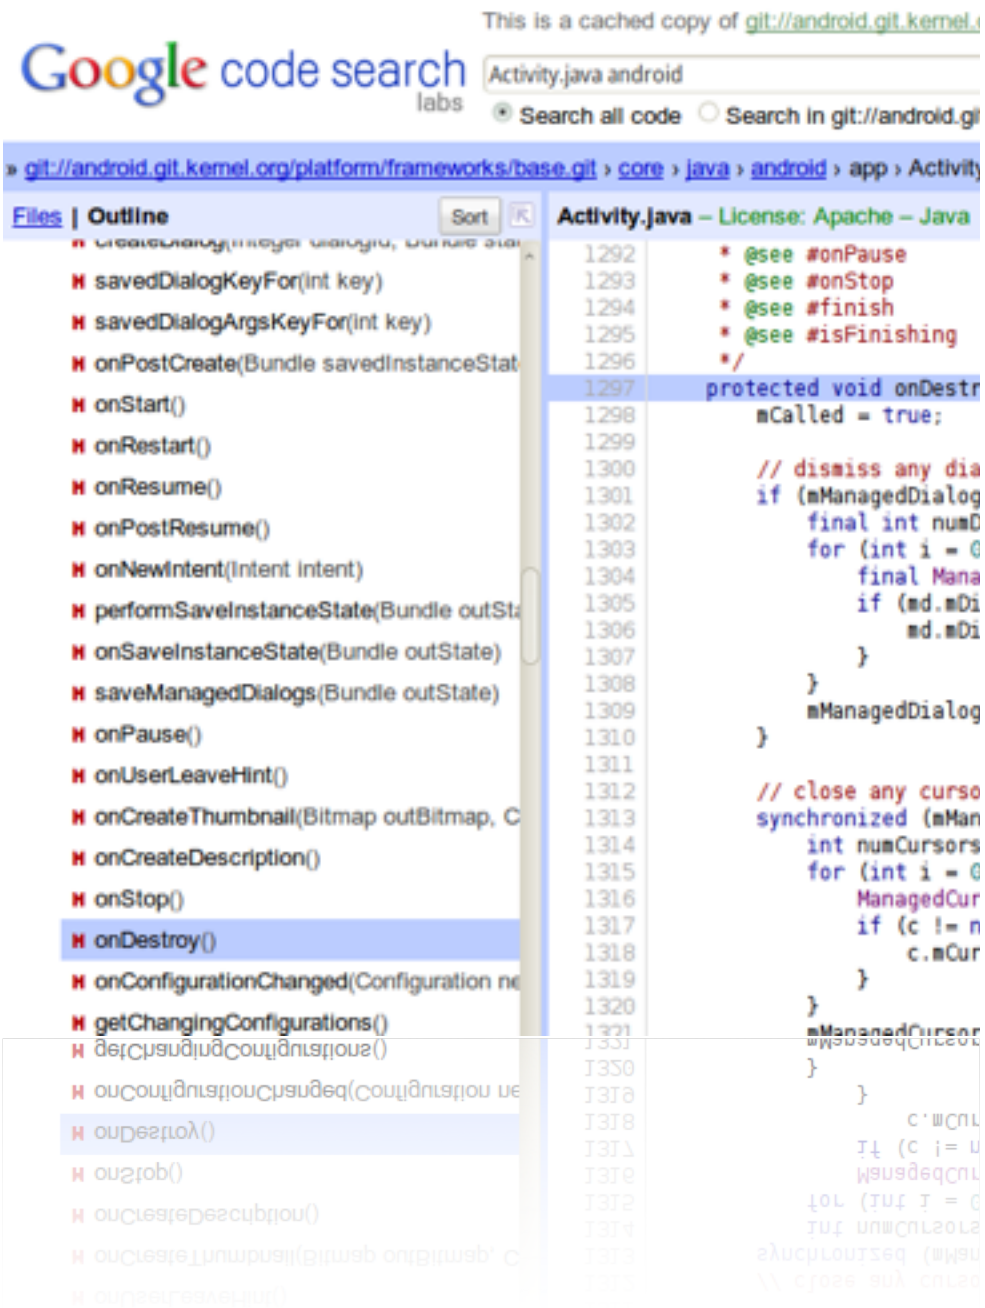 This is a cached copy of git://android.git.kernel.
Google code search
labs
Activity.java android
Search all code Search in git://android.gi
» git://android.git.kernel.org/platform/frameworks/base.git › core › java › android › app › Activity
Files | Outline Sort
createDialog(Integer dialogId, Bundle sta
M savedDialogKeyFor(int key)
M savedDialogArgsKeyFor(int key)
M onPostCreate(Bundle savedInstanceStat
M onStart()
M onRestart()
M onResume()
M onPostResume()
M onNewIntent(Intent intent)
M performSaveInstanceState(Bundle outSta
M onSaveInstanceState(Bundle outState)
M saveManagedDialogs(Bundle outState)
M onPause()
M onUserLeaveHint()
M onCreateThumbnail(Bitmap outBitmap, C
M onCreateDescription()
M onStop()
M onDestroy()
M onConfigurationChanged(Configuration ne
M getChangingConfigurations()
Activity.java – License: Apache – Java
1292 * @see #onPause
1293 * @see #onStop
1294 * @see #finish
1295 * @see #isFinishing
1296 */
1297 protected void onDestr
1298 mCalled = true;
1299
1300 // dismiss any dia
1301 if (mManagedDialog
1302 final int numD
1303 for (int i = 0
1304 final Mana
1305 if (md.mDi
1306 md.mDi
1307 }
1308 }
1309 mManagedDialog
1310 }
1311
1312 // close any curso
1313 synchronized (mMan
1314 int numCursors
1315 for (int i = 0
1316 ManagedCur
1317 if (c != n
1318 c.mCur
1319 }
1320 }
1321 mManagedCursor